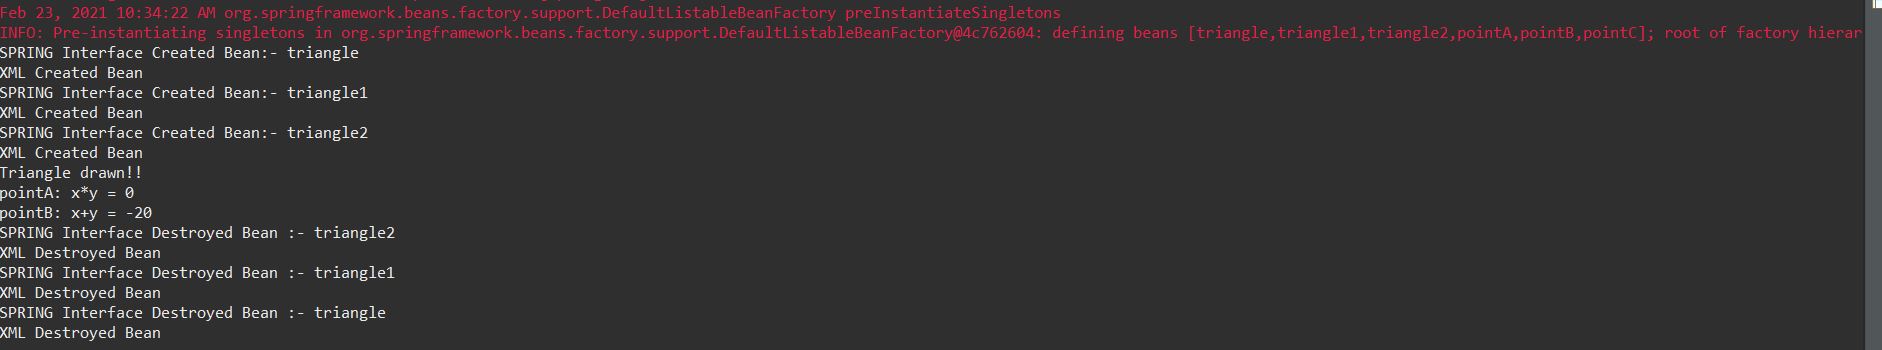 Feb 23, 2021 10:34:22 AM org.springframework.beans.factory.support.DefaultListableBeanFactory preInstantiateSingletons
INFO: Pre-instantiating singletons in org.springframework.beans.factory.support.DefaultListableBeanFactory@4c762604: defining beans [triangle,triangle1,triangle2,pointA,pointB,pointC]; root of factory hierar
SPRING Interface Created Bean:- triangle
XML Created Bean
SPRING Interface Created Bean:- triangle1
XML Created Bean
SPRING Interface Created Bean:- triangle2
XML Created Bean
Triangle drawn!!
pointA: x*y = 0
pointB: x+y = -20
SPRING Interface Destroyed Bean :- triangle2
XML Destroyed Bean
SPRING Interface Destroyed Bean :- triangle1
XML Destroyed Bean
SPRING Interface Destroyed Bean :- triangle
XML Destroyed Bean